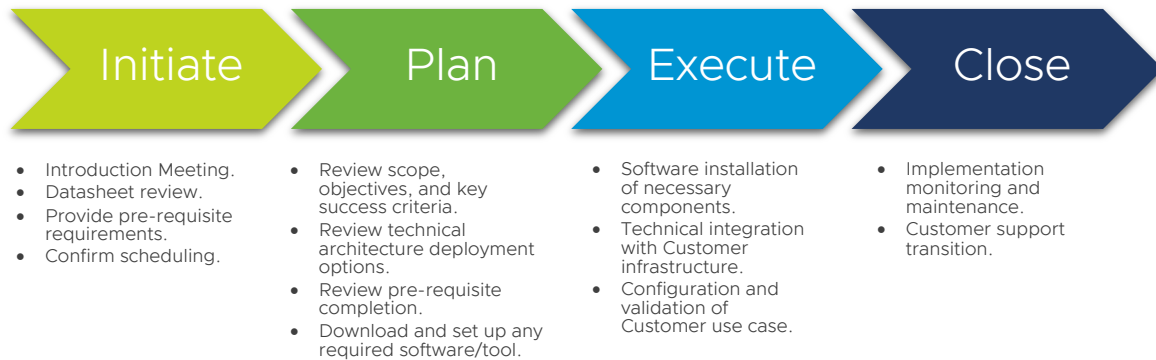 Initiate
Plan
Execute
Close
• Introduction Meeting.
• Datasheet review.
• Provide pre-requisite
requirements.
• Confirm scheduling.
• Review scope,
objectives, and key
success criteria.
• Review technical
architecture deployment
options.
• Review pre-requisite
completion.
• Download and set up any
required software/tool.
• Software installation
of necessary
components.
• Technical integration
with Customer
infrastructure.
• Configuration and
validation of
Customer use case.
• Implementation
monitoring and
maintenance.
• Customer support
transition.